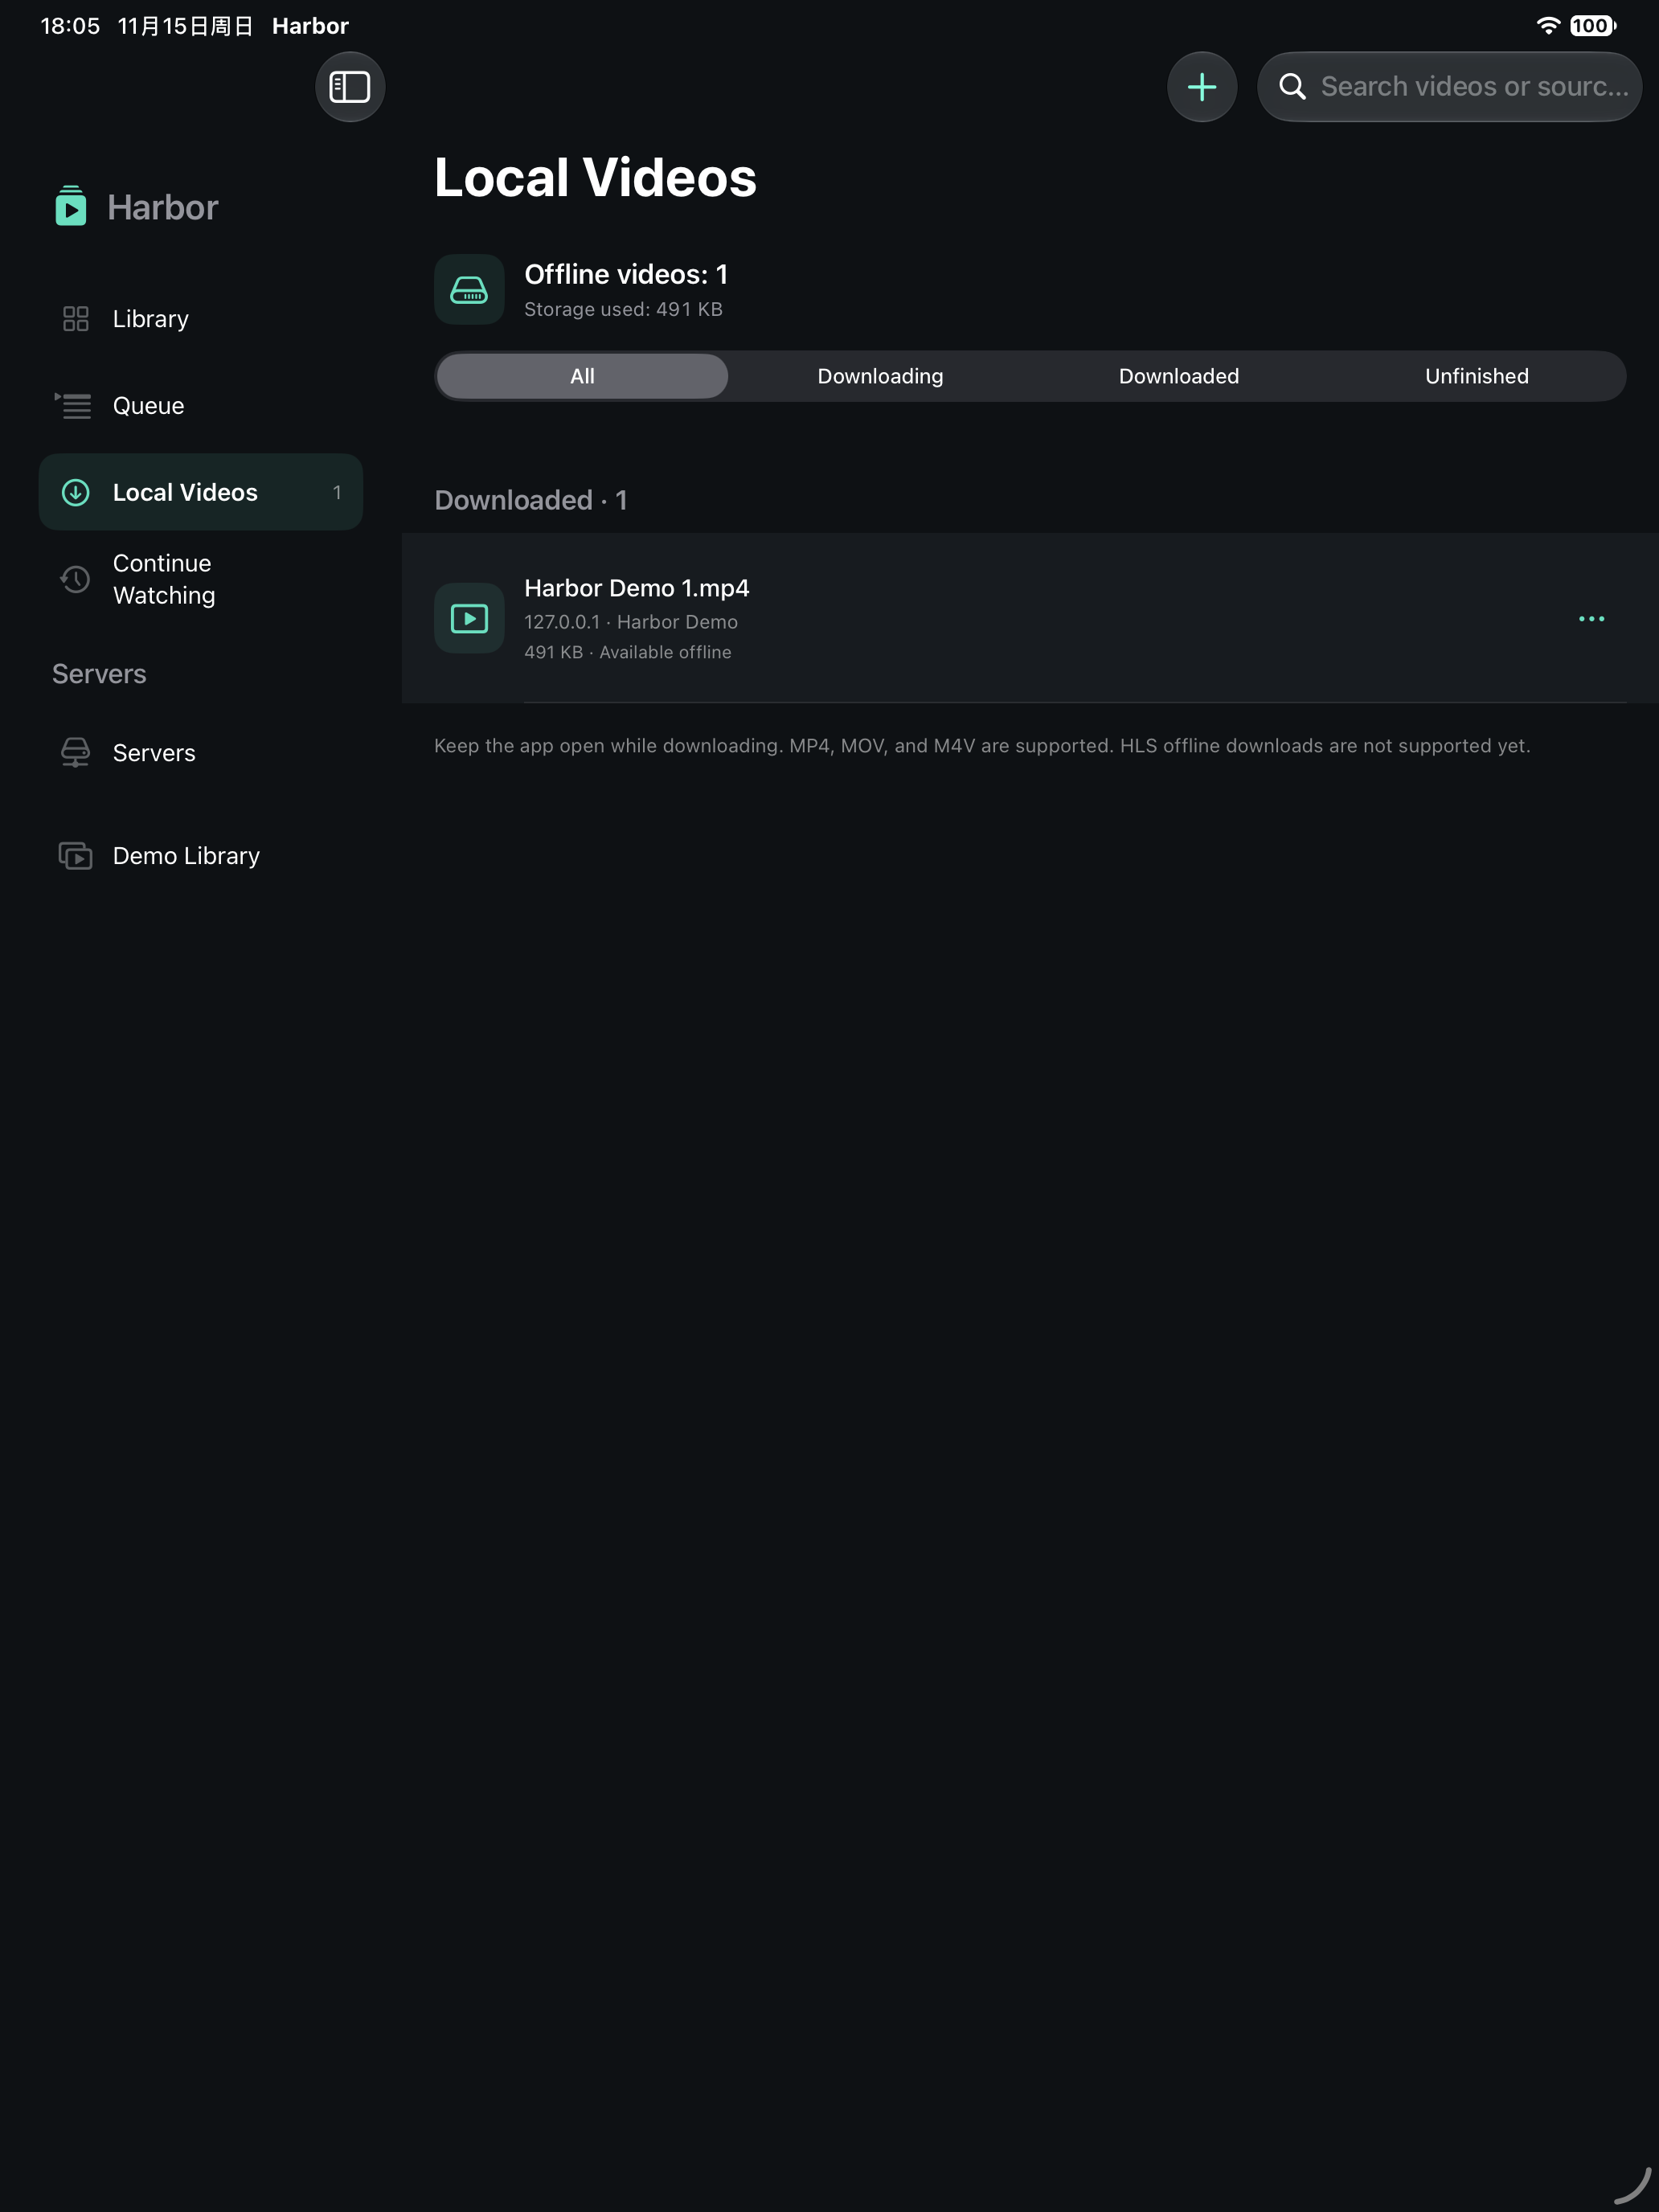 18:05 11月15日周日 Harbor 100
Search videos or sourc...
Harbor
Library
Queue
Local Videos 1
Continue
Watching
Servers
Servers
Demo Library
Local Videos
Offline videos: 1
Storage used: 491 KB
All Downloading Downloaded Unfinished
Downloaded · 1
Harbor Demo 1.mp4
127.0.0.1 · Harbor Demo
491 KB · Available offline
Keep the app open while downloading. MP4, MOV, and M4V are supported. HLS offline downloads are not supported yet.